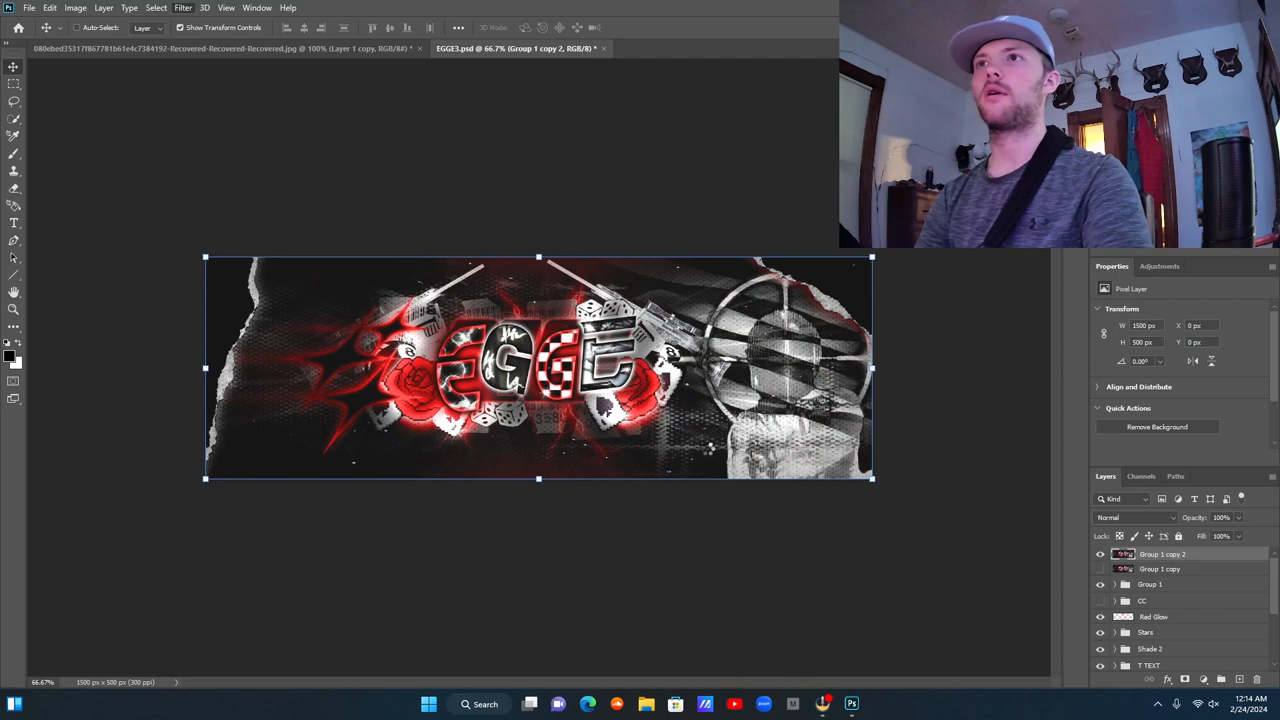 Ps File Edit Image Layer Type Select Filter 3D View Window Help
Auto-Select: Layer Show Transform Controls 3D Mode:
080ebed35317f867781b61e4c7384192-Recovered-Recovered-Recovered.jpg @ 100% (Layer 1 copy, RGB/8#) * × EGGE3.psd @ 66.7% (Group 1 copy 2, RGB/8) * ×
EGGE
Properties Adjustments
Pixel Layer
Transform
W 1500 px X 0 px
H 500 px Y 0 px
0.00°
Align and Distribute
Quick Actions
Remove Background
Layers Channels Paths
Kind
Normal Opacity: 100%
Lock: Fill: 100%
Group 1 copy 2
Group 1 copy
Group 1
CC
Red Glow
Stars
Shade 2
T TEXT
66.67% 1500 px x 500 px (300 ppi)
Search
12:14 AM
2/24/2024